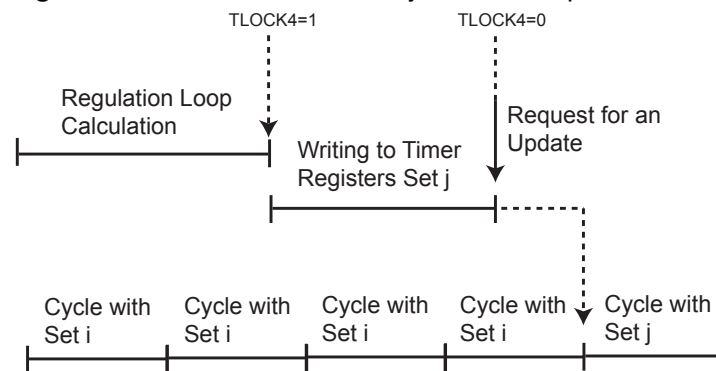 TLOCK4=1
TLOCK4=0
Regulation Loop
Calculation
Request for an
Update
Writing to Timer
Registers Set j
Cycle with
Set i
Cycle with
Set i
Cycle with
Set i
Cycle with
Set i
Cycle with
Set j